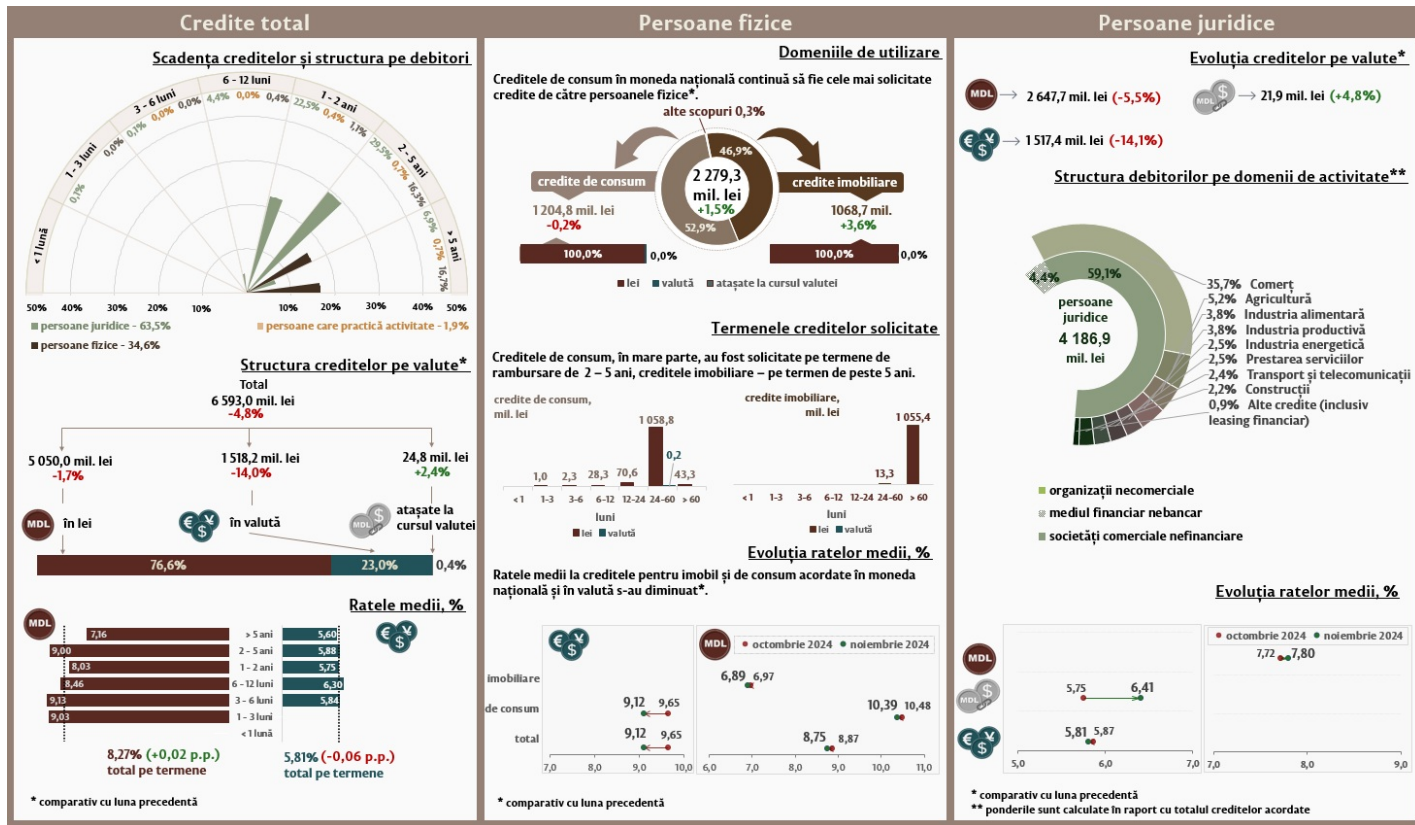 Credite total
Scadența creditelor și structura pe debitori
< 1 lună
1 - 3 luni
3 - 6 luni
6 - 12 luni
1 - 2 ani
2 - 5 ani
> 5 ani
0,1%
0,0%
0,1%
0,0%
0,0%
4,4%
0,0%
0,4%
22,5%
0,4%
1,1%
29,5%
0,7%
16,3%
6,9%
0,7%
16,7%
50% 40% 30% 20% 10% 10% 20% 30% 40% 50%
persoane juridice - 63,5%
persoane care practică activitate - 1,9%
persoane fizice - 34,6%
Structura creditelor pe valute*
Total
6 593,0 mil. lei
-4,8%
5 050,0 mil. lei
-1,7%
1 518,2 mil. lei
-14,0%
24,8 mil. lei
+2,4%
MDL în lei
€ ¥ $ în valută
MDL $ atașate la
cursul valutei
76,6% 23,0% 0,4%
Ratele medii, %
MDL
€ ¥ $
7,16 > 5 ani 5,60
9,00 2 - 5 ani 5,88
8,03 1 - 2 ani 5,75
8,46 6 - 12 luni 6,30
9,13 3 - 6 luni 5,84
9,03 1 - 3 luni
< 1 lună
8,27% (+0,02 p.p.)
total pe termene
5,81% (-0,06 p.p.)
total pe termene
* comparativ cu luna precedentă
Persoane fizice
Domeniile de utilizare
Creditele de consum în moneda națională continuă să fie cele mai solicitate
credite de către persoanele fizice*.
alte scopuri 0,3%
46,9%
2 279,3
mil. lei
+1,5%
52,9%
credite de consum
1 204,8 mil. lei
-0,2%
100,0% 0,0%
credite imobiliare
1068,7 mil.
+3,6%
100,0% 0,0%
lei valută atașate la cursul valutei
Termenele creditelor solicitate
Creditele de consum, în mare parte, au fost solicitate pe termene de
rambursare de 2 – 5 ani, creditele imobiliare – pe termen de peste 5 ani.
credite de consum,
mil. lei
1,0 2,3 28,3 70,6 1 058,8 0,2 43,3
< 1 1-3 3-6 6-12 12-24 24-60 > 60
luni
lei valută
credite imobiliare,
mil. lei
13,3 1 055,4
< 1 1-3 3-6 6-12 12-24 24-60 > 60
luni
lei valută
Evoluția ratelor medii, %
Ratele medii la creditele pentru imobil și de consum acordate în moneda
națională și în valută s-au diminuat*.
€ ¥ $
MDL
octombrie 2024 noiembrie 2024
imobiliare 6,89 6,97
de consum 9,12 9,65 10,39 10,48
total 9,12 9,65 8,75 8,87
7,0 8,0 9,0 10,0 6,0 7,0 8,0 9,0 10,0 11,0
* comparativ cu luna precedentă
Persoane juridice
Evoluția creditelor pe valute*
MDL 2 647,7 mil. lei (-5,5%)
MDL $ 21,9 mil. lei (+4,8%)
€ ¥ $ 1 517,4 mil. lei (-14,1%)
Structura debitorilor pe domenii de activitate**
4,4%
59,1%
persoane
juridice
4 186,9
mil. lei
35,7% Comerț
5,2% Agricultură
3,8% Industria alimentară
3,8% Industria productivă
2,5% Industria energetică
2,5% Prestarea serviciilor
2,4% Transport și telecomunicații
2,2% Construcții
0,9% Alte credite (inclusiv
leasing financiar)
organizații necomerciale
mediul financiar nebancar
societăți comerciale nefinanciare
Evoluția ratelor medii, %
octombrie 2024 noiembrie 2024
MDL 7,72 7,80
MDL $ 5,75 6,41
€ ¥ $ 5,81 5,87
5,0 6,0 7,0 7,0 8,0 9,0
* comparativ cu luna precedentă
** ponderile sunt calculate în raport cu totalul creditelor acordate